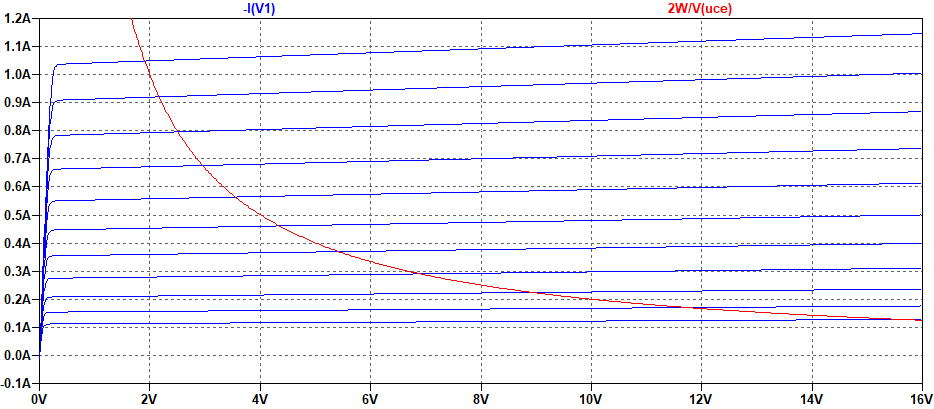 -I(V1) 2W/V(uce)
1.2A
1.1A
1.0A
0.9A
0.8A
0.7A
0.6A
0.5A
0.4A
0.3A
0.2A
0.1A
0.0A
-0.1A
0V 2V 4V 6V 8V 10V 12V 14V 16V